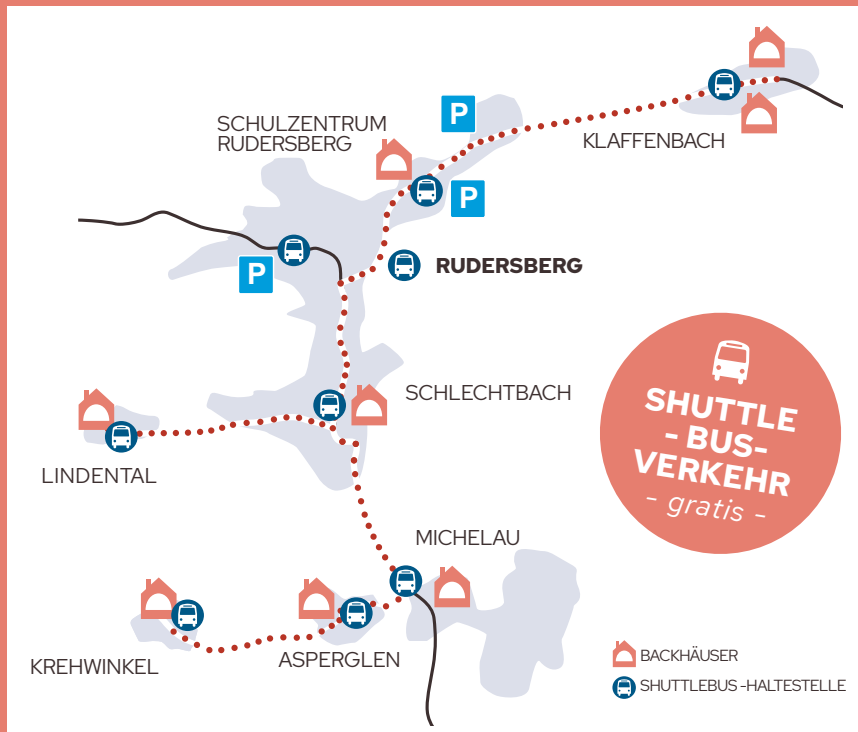 P
SCHULZENTRUM
RUDERSBERG
KLAFFENBACH
P
P
RUDERSBERG
SCHLECHTBACH
SHUTTLE
- BUS-
VERKEHR
- gratis -
LINDENTAL
MICHELAU
KREHWINKEL
ASPERGLEN
BACKHÄUSER
SHUTTLEBUS -HALTESTELLE